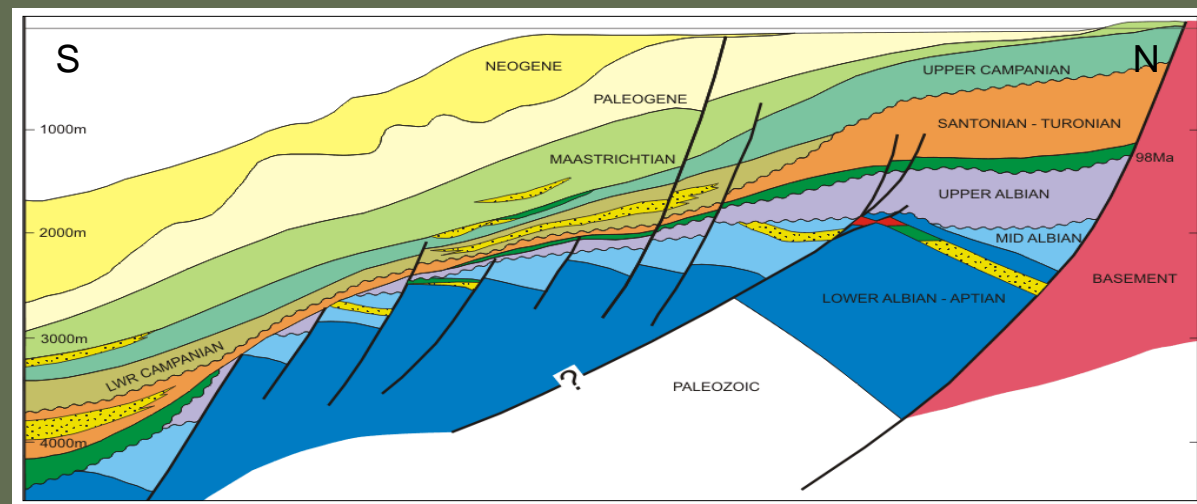 S
N
NEOGENE
UPPER CAMPANIAN
PALEOGENE
1000m
SANTONIAN - TURONIAN
MAASTRICHTIAN
98Ma
UPPER ALBIAN
2000m
MID ALBIAN
BASEMENT
LOWER ALBIAN - APTIAN
3000m
LWR CAMPANIAN
?
PALEOZOIC
4000m